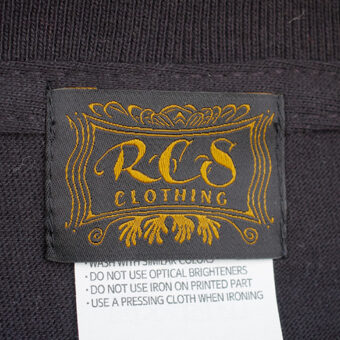 RCS
CLOTHING
• WASH WITH SIMILAR COLORS
• DO NOT USE OPTICAL BRIGHTENERS
• DO NOT USE IRON ON PRINTED PART
• USE A PRESSING CLOTH WHEN IRONING